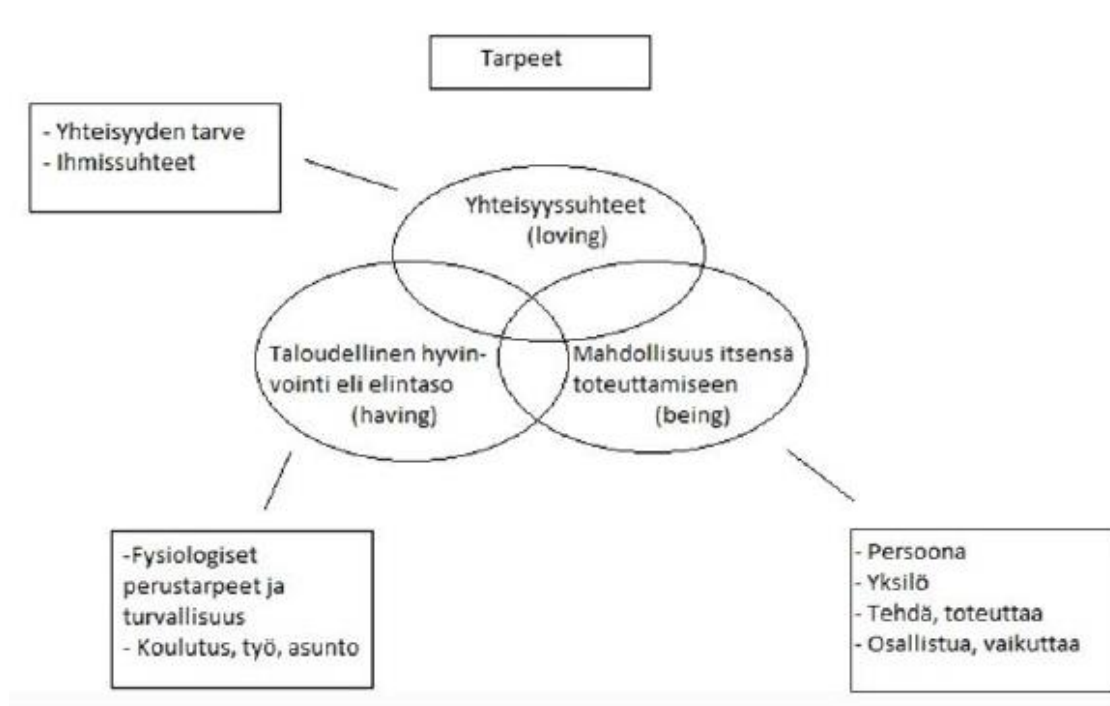 Tarpeet
- Yhteisyyden tarve
- Ihmissuhteet
Yhteisyyssuhteet
(loving)
Taloudellinen hyvin-
vointi eli elintaso
(having)
Mahdollisuus itsensä
toteuttamiseen
(being)
-Fysiologiset
perustarpeet ja
turvallisuus
- Koulutus, työ, asunto
- Persoona
- Yksilö
- Tehdä, toteuttaa
- Osallistua, vaikuttaa